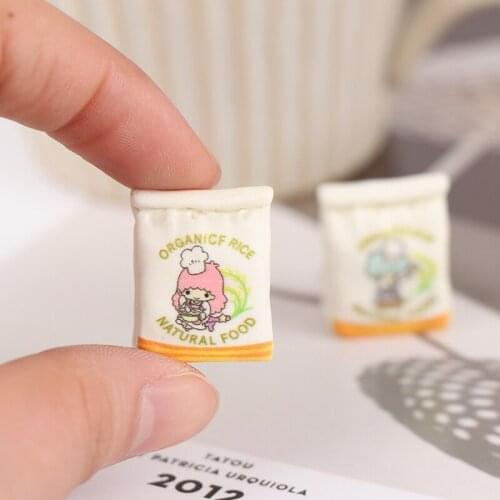 ORGANICF RICE
NATURAL FOOD
TATOU
PATRICIA URQUIOLA
2012